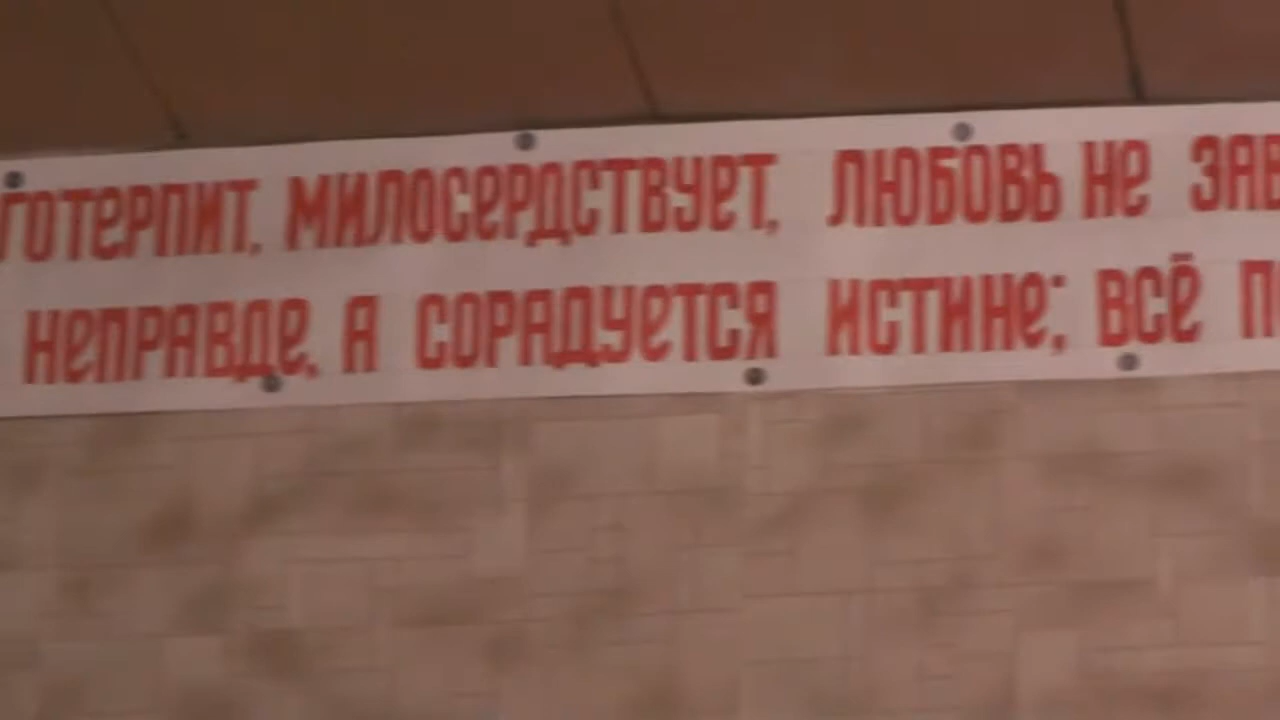 готерпит, милосердствует, любовь не зав
неправде, а сорадуется истине; всё п